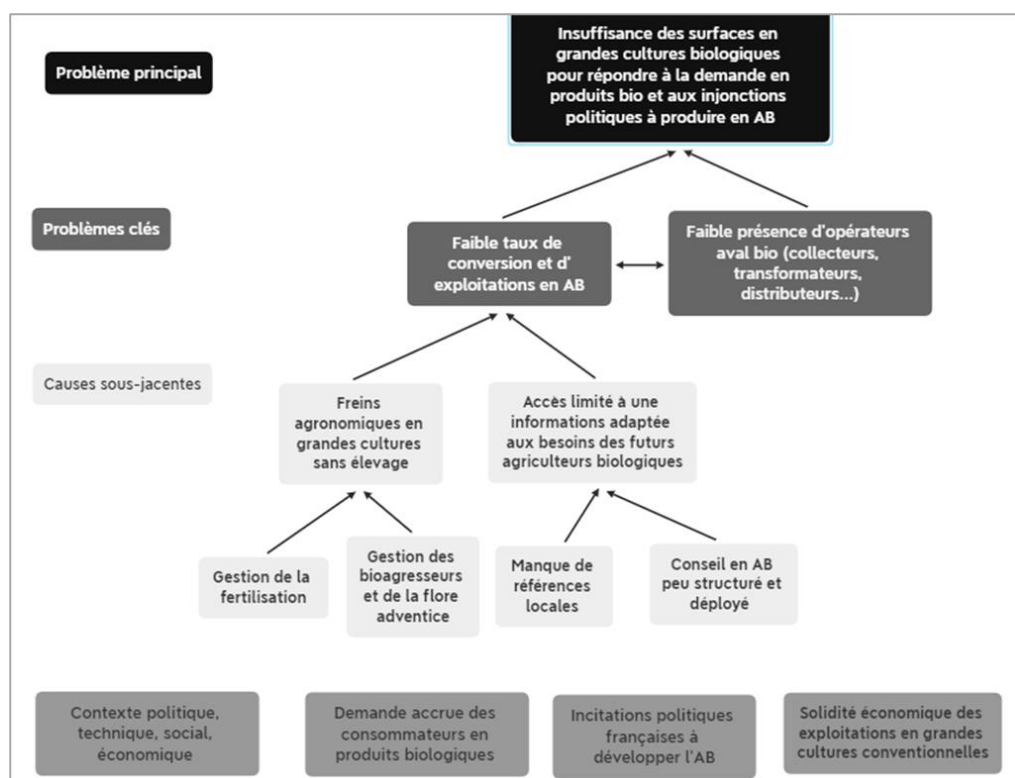 Insuffisance des surfaces en
grandes cultures biologiques
pour répondre à la demande en
produits bio et aux injonctions
politiques à produire en AB
Problème principal
Problèmes clés
Faible taux de
conversion et d'
exploitations en AB
Faible présence d'opérateurs
aval bio (collecteurs,
transformateurs,
distributeurs...)
Causes sous-jacentes
Freins
agronomiques en
grandes cultures
sans élevage
Accès limité à une
informations adaptée
aux besoins des futurs
agriculteurs biologiques
Gestion de la
fertilisation
Gestion des
bioagresseurs
et de la flore
adventice
Manque de
références
locales
Conseil en AB
peu structuré et
déployé
Contexte politique,
technique, social,
économique
Demande accrue des
consommateurs en
produits biologiques
Incitations politiques
françaises à
développer l'AB
Solidité économique des
exploitations en grandes
cultures conventionnelles